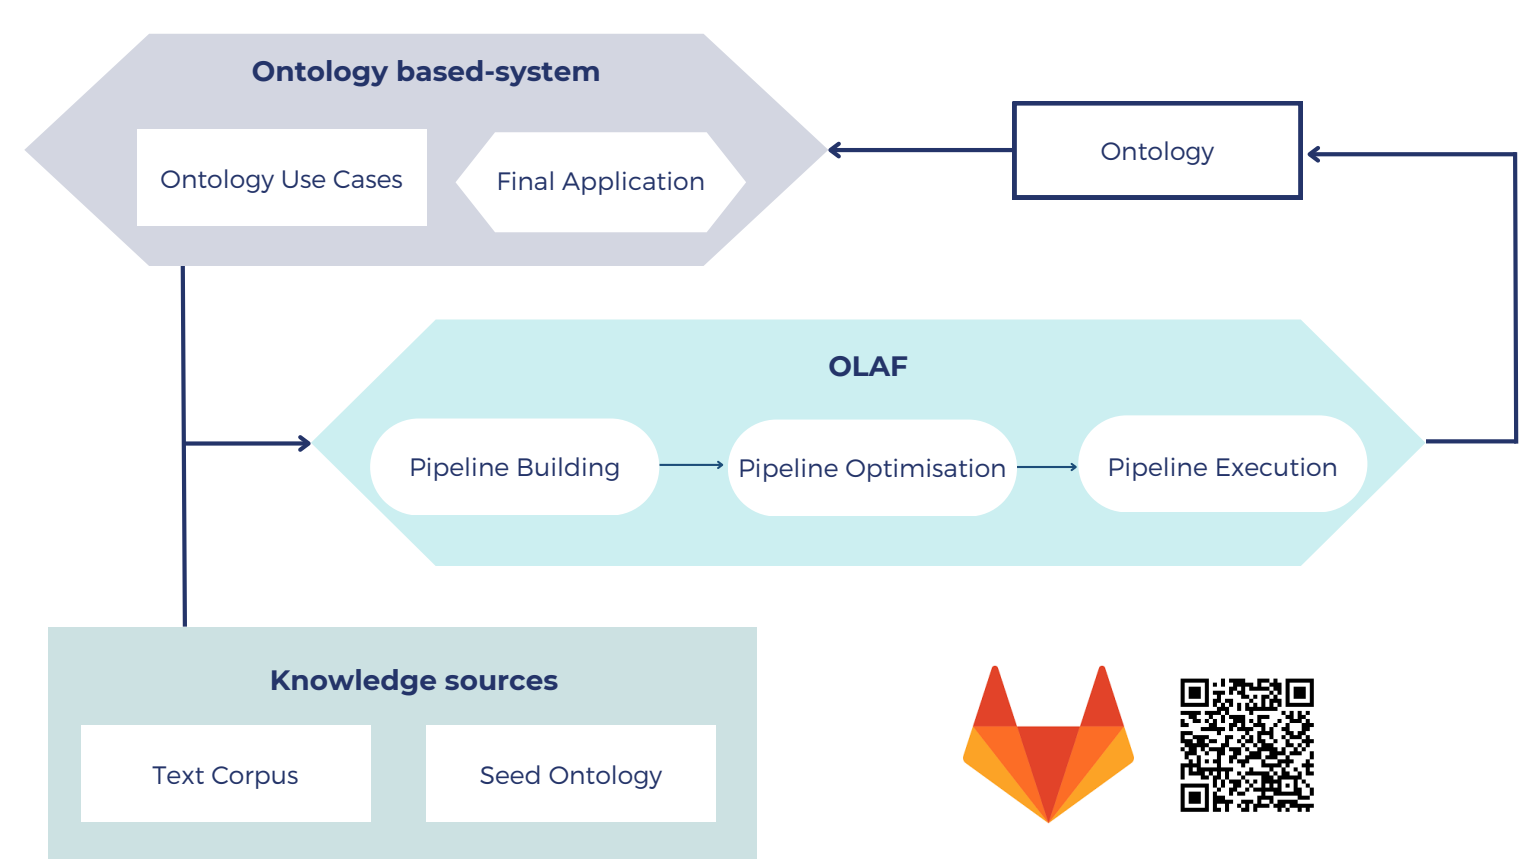 Ontology based-system
Ontology Use Cases
Final Application
Ontology
OLAF
Pipeline Building
Pipeline Optimisation
Pipeline Execution
Knowledge sources
Text Corpus
Seed Ontology